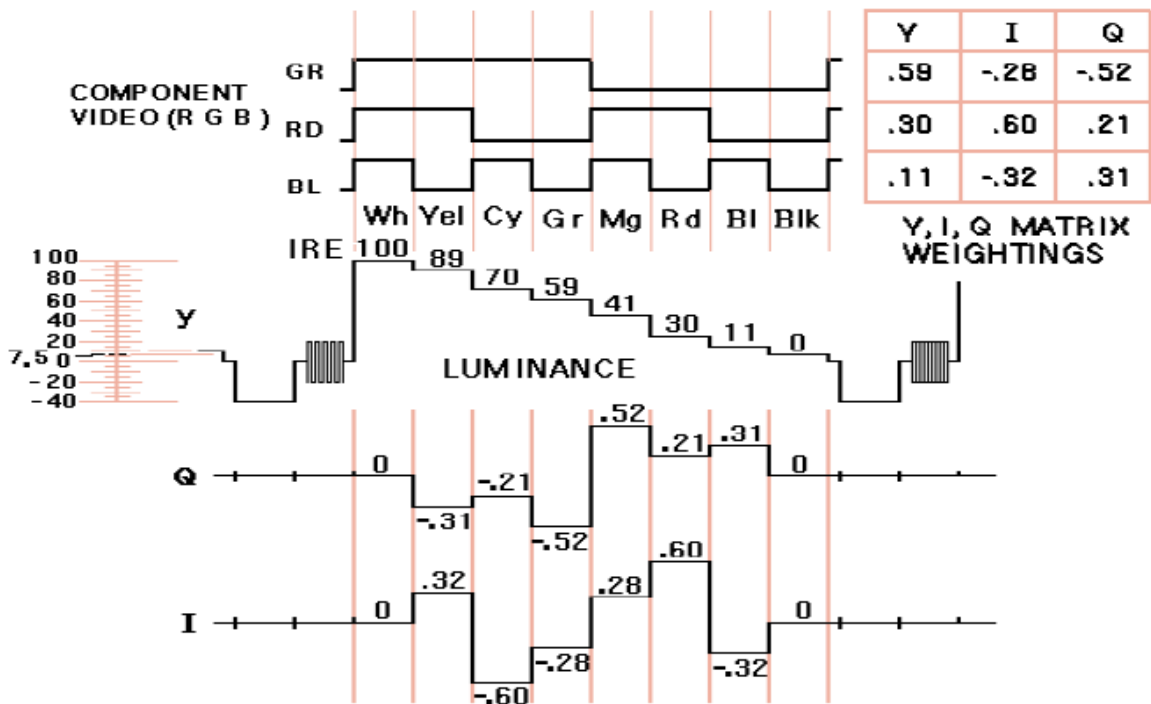 Y I Q
.59 -.28 -.52
.30 .60 .21
.11 -.32 .31
Y, I, Q MATRIX
WEIGHTINGS
COMPONENT
VIDEO (R G B)
GR
RD
BL
Wh Yel Cy Gr Mg Rd Bl Blk
IRE 100 89 70 59 41 30 11 0
100
80
60
40
20
7.5 0
-20
-40
Y
LUMINANCE
Q
0 -.31 -.21 -.52 .52 .21 .31 0
I
0 .32 -.60 -.28 .28 .60 -.32 0